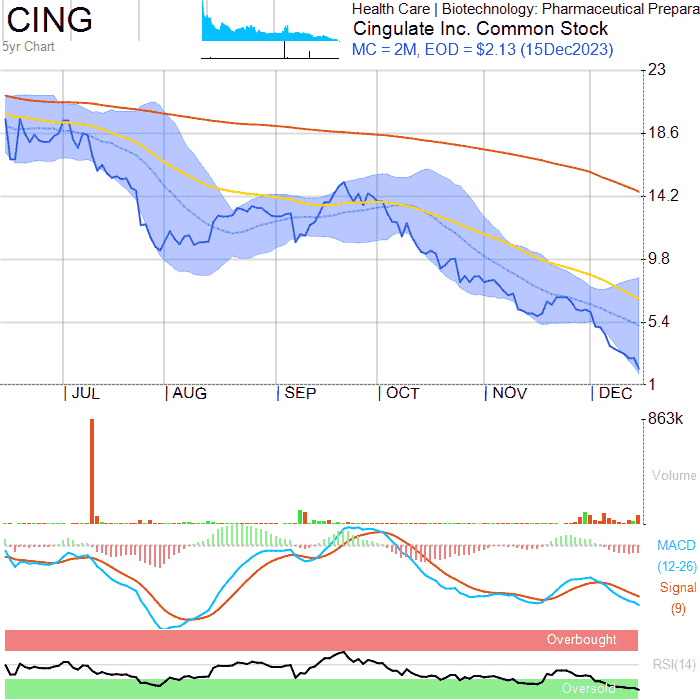 CING
5yr Chart
Health Care | Biotechnology: Pharmaceutical Prepara
Cingulate Inc. Common Stock
MC = 2M, EOD = $2.13 (15Dec2023)
23
18.6
14.2
9.8
5.4
1
JUL
AUG
SEP
OCT
NOV
DEC
863k
Volume
MACD
(12-26)
Signal
(9)
Overbought
RSI(14)
Oversold